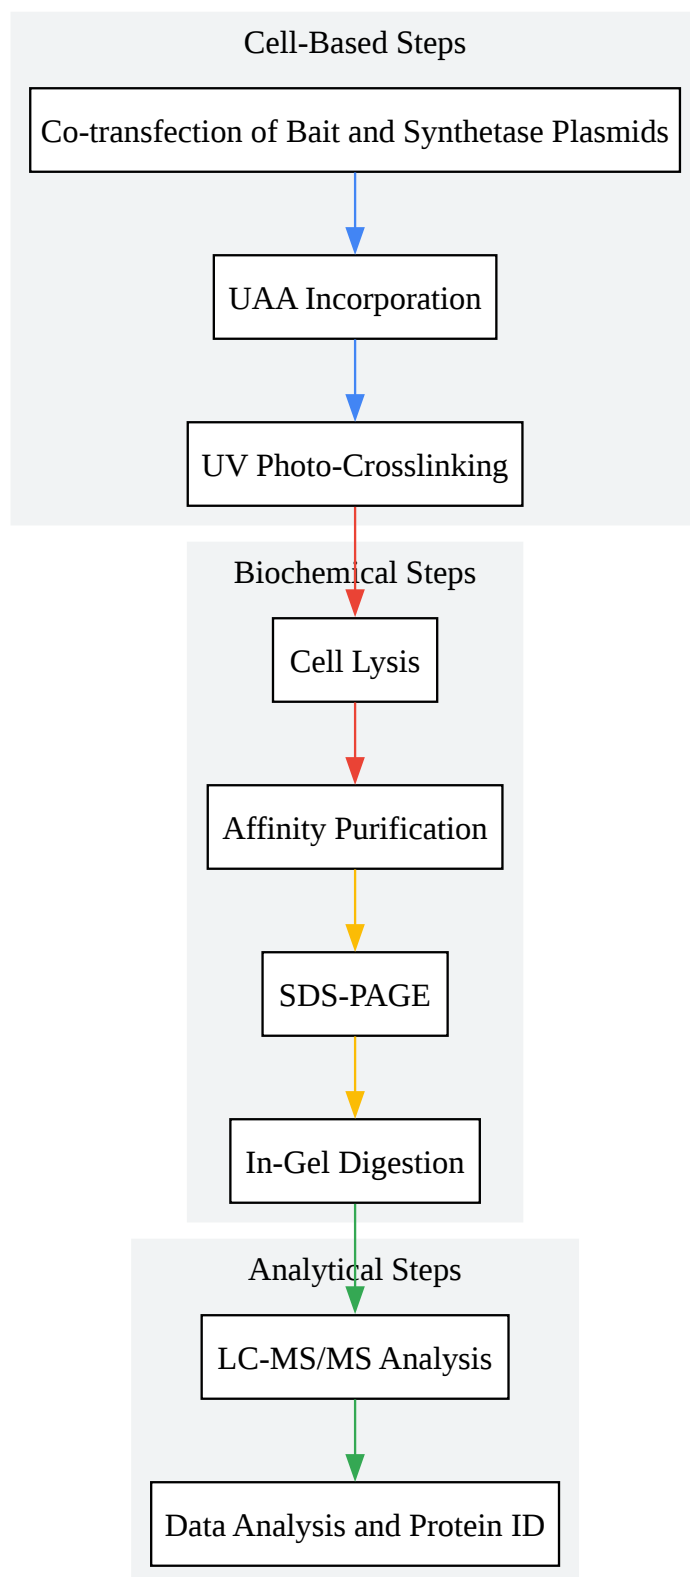 Cell-Based Steps
Co-transfection of Bait and Synthetase Plasmids
UAA Incorporation
UV Photo-Crosslinking
Biochemical Steps
Cell Lysis
Affinity Purification
SDS-PAGE
In-Gel Digestion
Analytical Steps
LC-MS/MS Analysis
Data Analysis and Protein ID